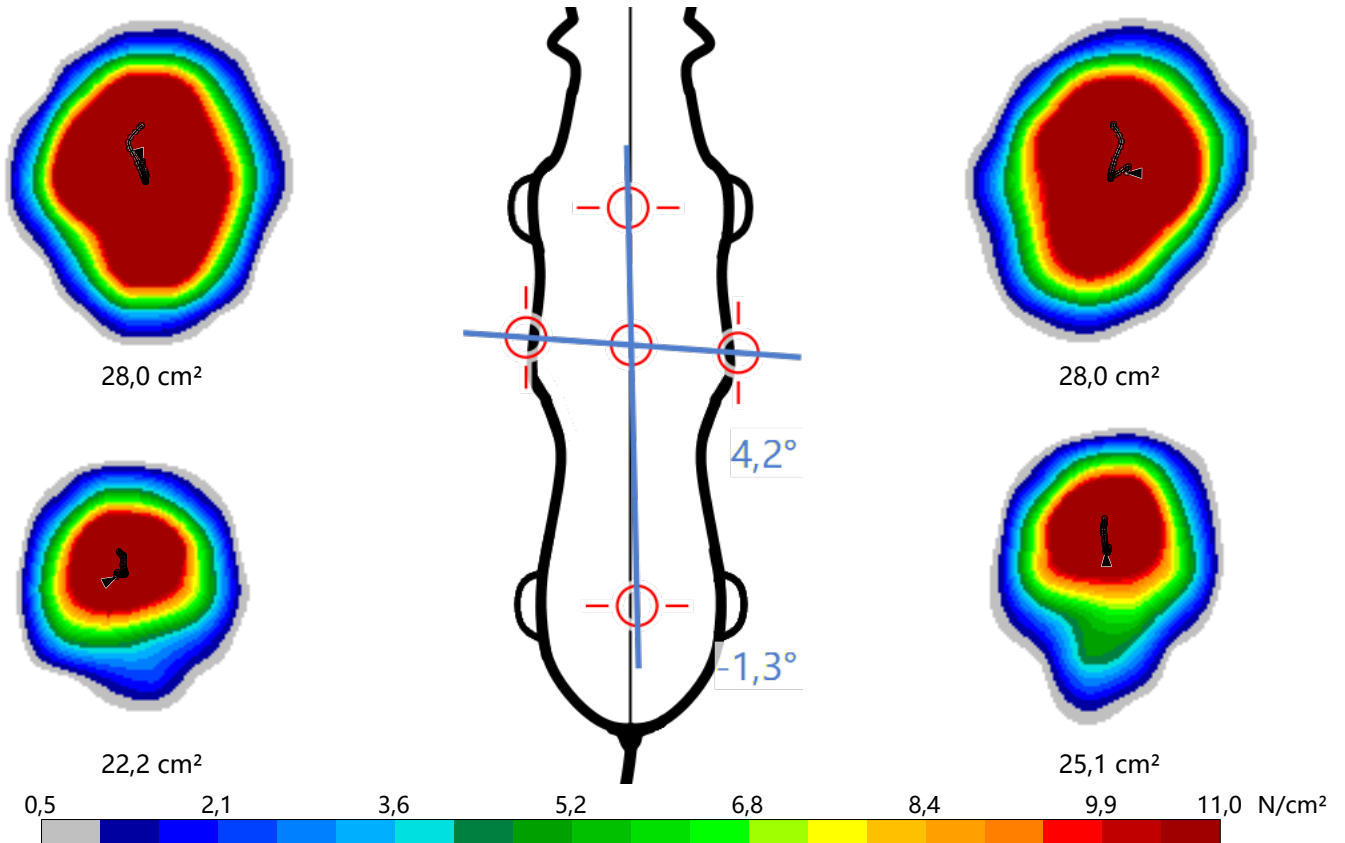 28,0 cm²
28,0 cm²
4,2°
-1,3°
22,2 cm²
25,1 cm²
0,5 2,1 3,6 5,2 6,8 8,4 9,9 11,0 N/cm²